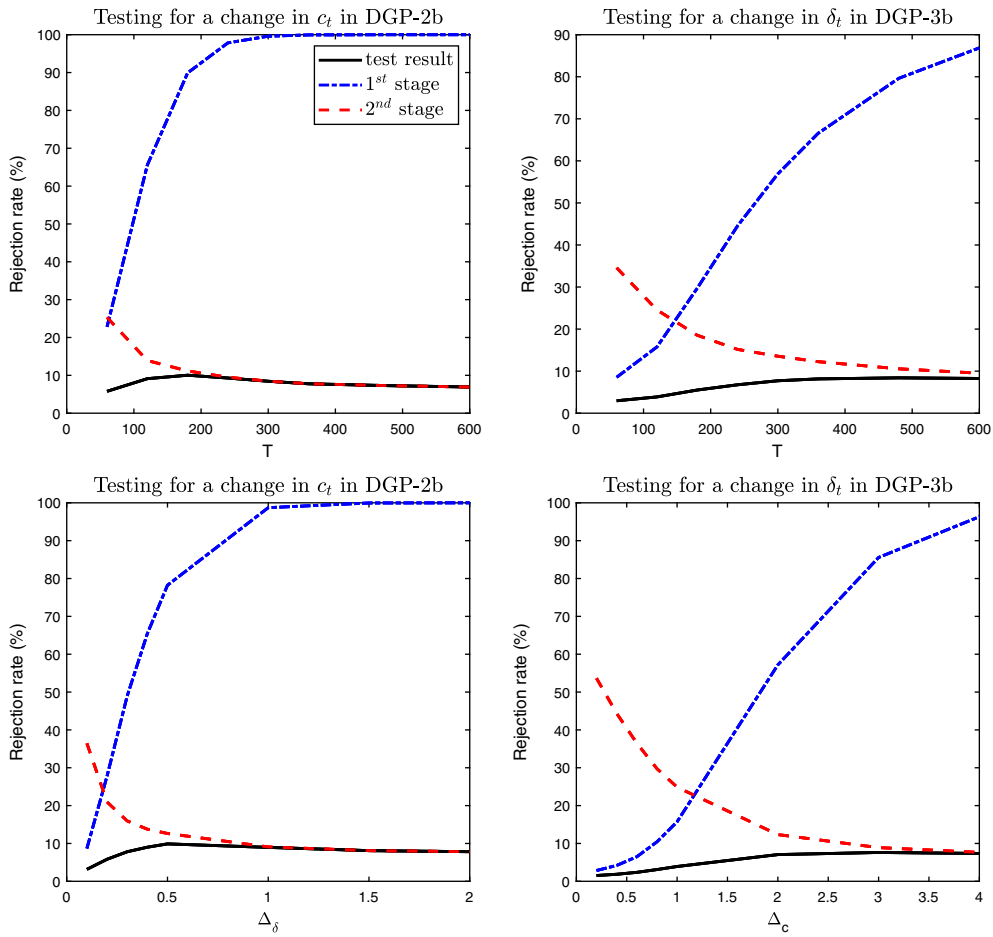 Testing for a change in c_t in DGP-2b
Testing for a change in δ_t in DGP-3b
100
90
80
70
60
50
40
30
20
10
0
Rejection rate (%)
test result
1^st stage
2^nd stage
0 100 200 300 400 500 600
T
90
80
70
60
50
40
30
20
10
0
Rejection rate (%)
0 100 200 300 400 500 600
T
Testing for a change in c_t in DGP-2b
Testing for a change in δ_t in DGP-3b
100
90
80
70
60
50
40
30
20
10
0
Rejection rate (%)
0 0.5 1 1.5 2
Δ_δ
100
90
80
70
60
50
40
30
20
10
0
Rejection rate (%)
0 0.5 1 1.5 2 2.5 3 3.5 4
Δ_c